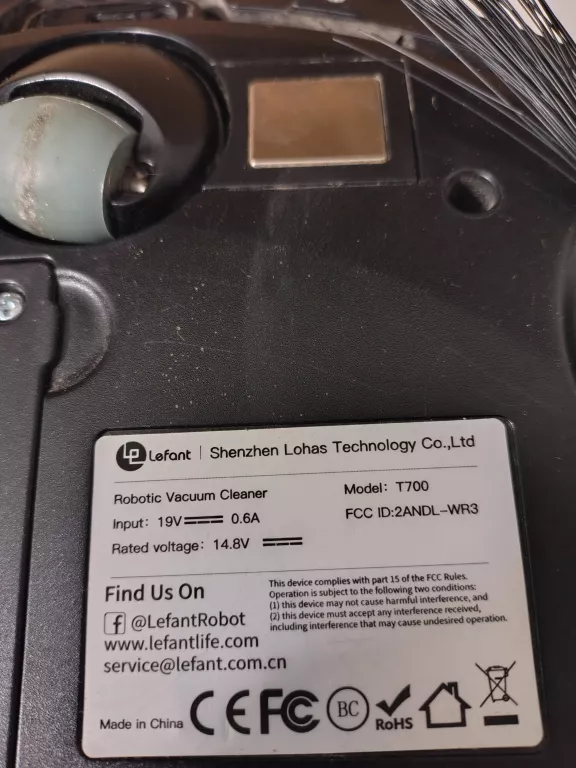 Lefant | Shenzhen Lohas Technology Co.,Ltd
Robotic Vacuum Cleaner
Model: T700
Input: 19V 0.6A
FCC ID:2ANDL-WR3
Rated voltage: 14.8V
Find Us On
@LefantRobot
www.lefantlife.com
service@lefant.com.cn
This device complies with part 15 of the FCC Rules.
Operation is subject to the following two conditions:
(1) this device may not cause harmful interference, and
(2) this device must accept any interference received,
including interference that may cause undesired operation.
Made in China CE FC BC RoHS